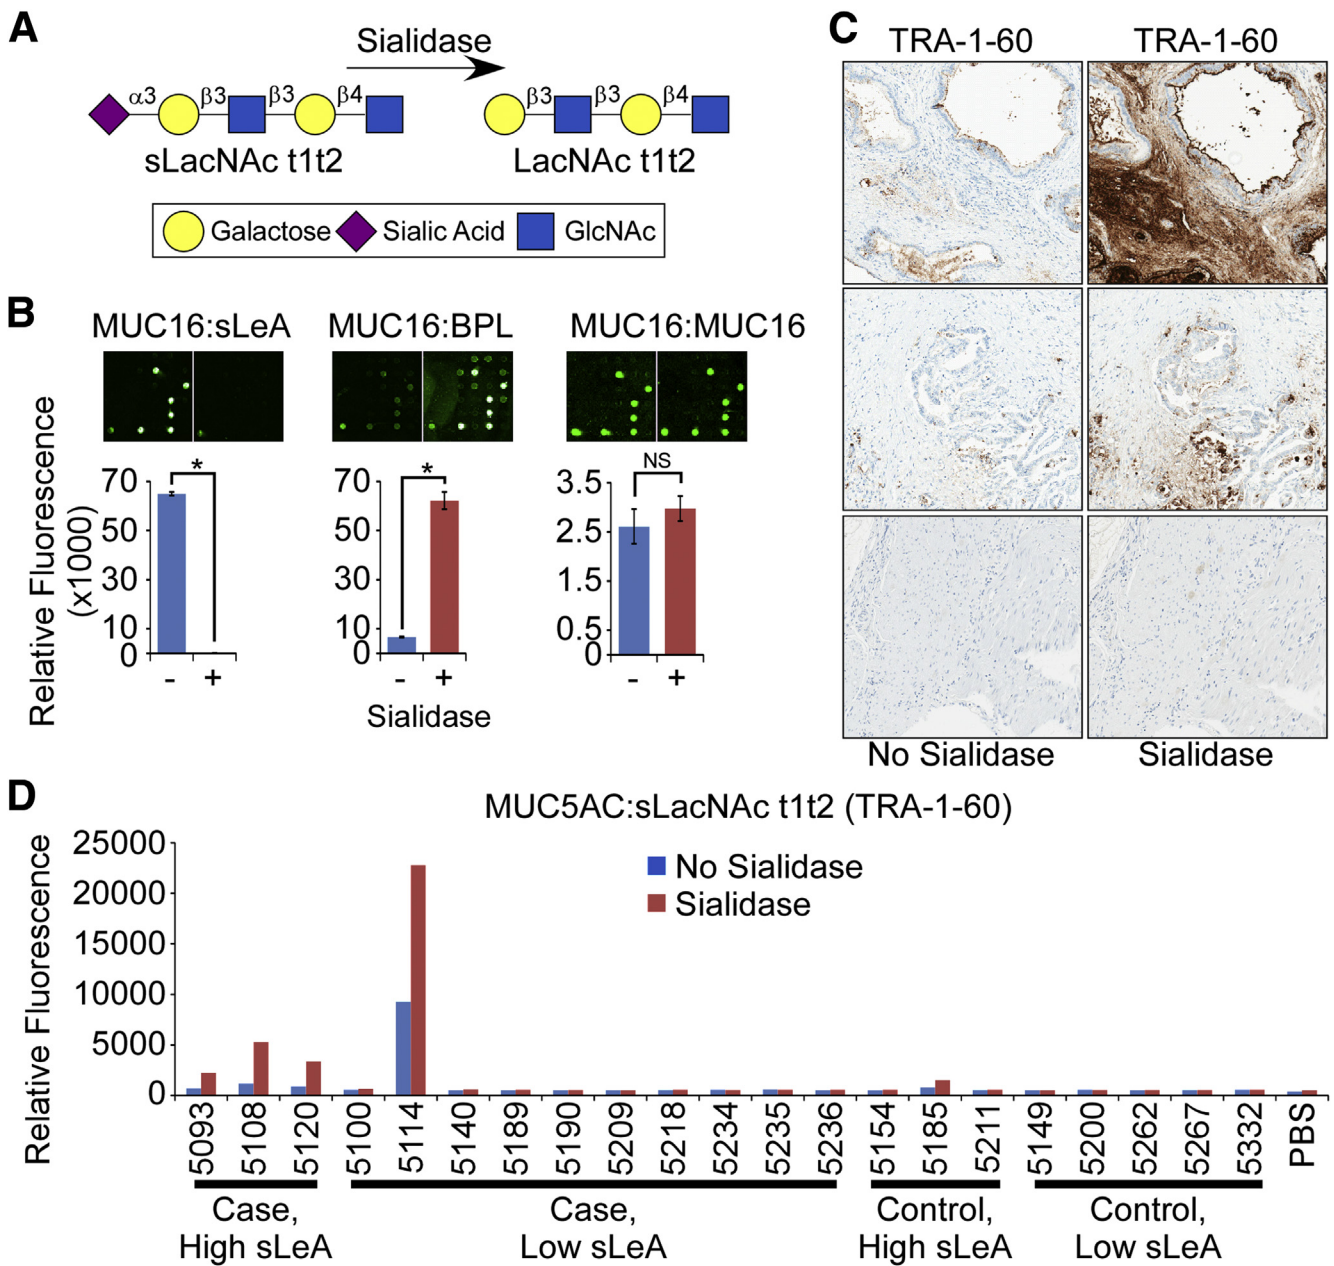 A
Sialidase
α3 β3 β3 β4
β3 β3 β4
sLacNAc t1t2
LacNAc t1t2
Galactose Sialic Acid GlcNAc
B
MUC16:sLeA
MUC16:BPL
MUC16:MUC16
Relative Fluorescence
(x1000)
70
50
30
10
0
*
- +
70
50
30
10
0
*
- +
3.5
2.5
1.5
0.5
0
NS
- +
Sialidase
C
TRA-1-60
TRA-1-60
No Sialidase
Sialidase
D
MUC5AC:sLacNAc t1t2 (TRA-1-60)
Relative Fluorescence
25000
20000
15000
10000
5000
0
No Sialidase
Sialidase
5093
5108
5120
5100
5114
5140
5189
5190
5209
5218
5234
5235
5236
5154
5185
5211
5149
5200
5262
5267
5332
PBS
Case,
High sLeA
Case,
Low sLeA
Control,
High sLeA
Control,
Low sLeA